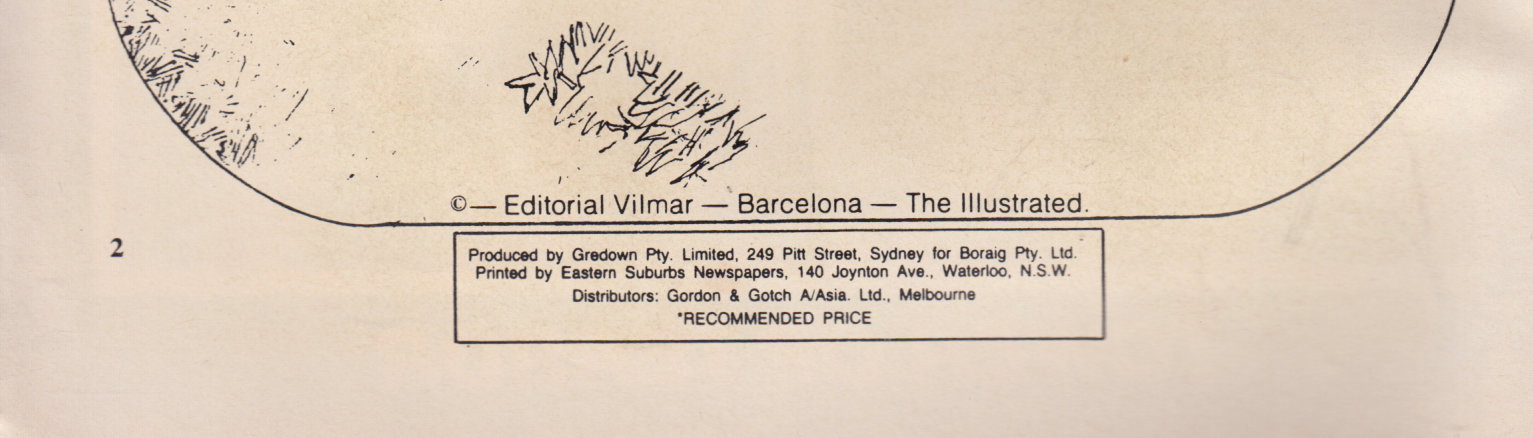 ©— Editorial Vilmar — Barcelona — The Illustrated.
2
Produced by Gredown Pty. Limited, 249 Pitt Street, Sydney for Boraig Pty. Ltd.
Printed by Eastern Suburbs Newspapers, 140 Joynton Ave., Waterloo, N.S.W.
Distributors: Gordon & Gotch A/Asia. Ltd., Melbourne
*RECOMMENDED PRICE